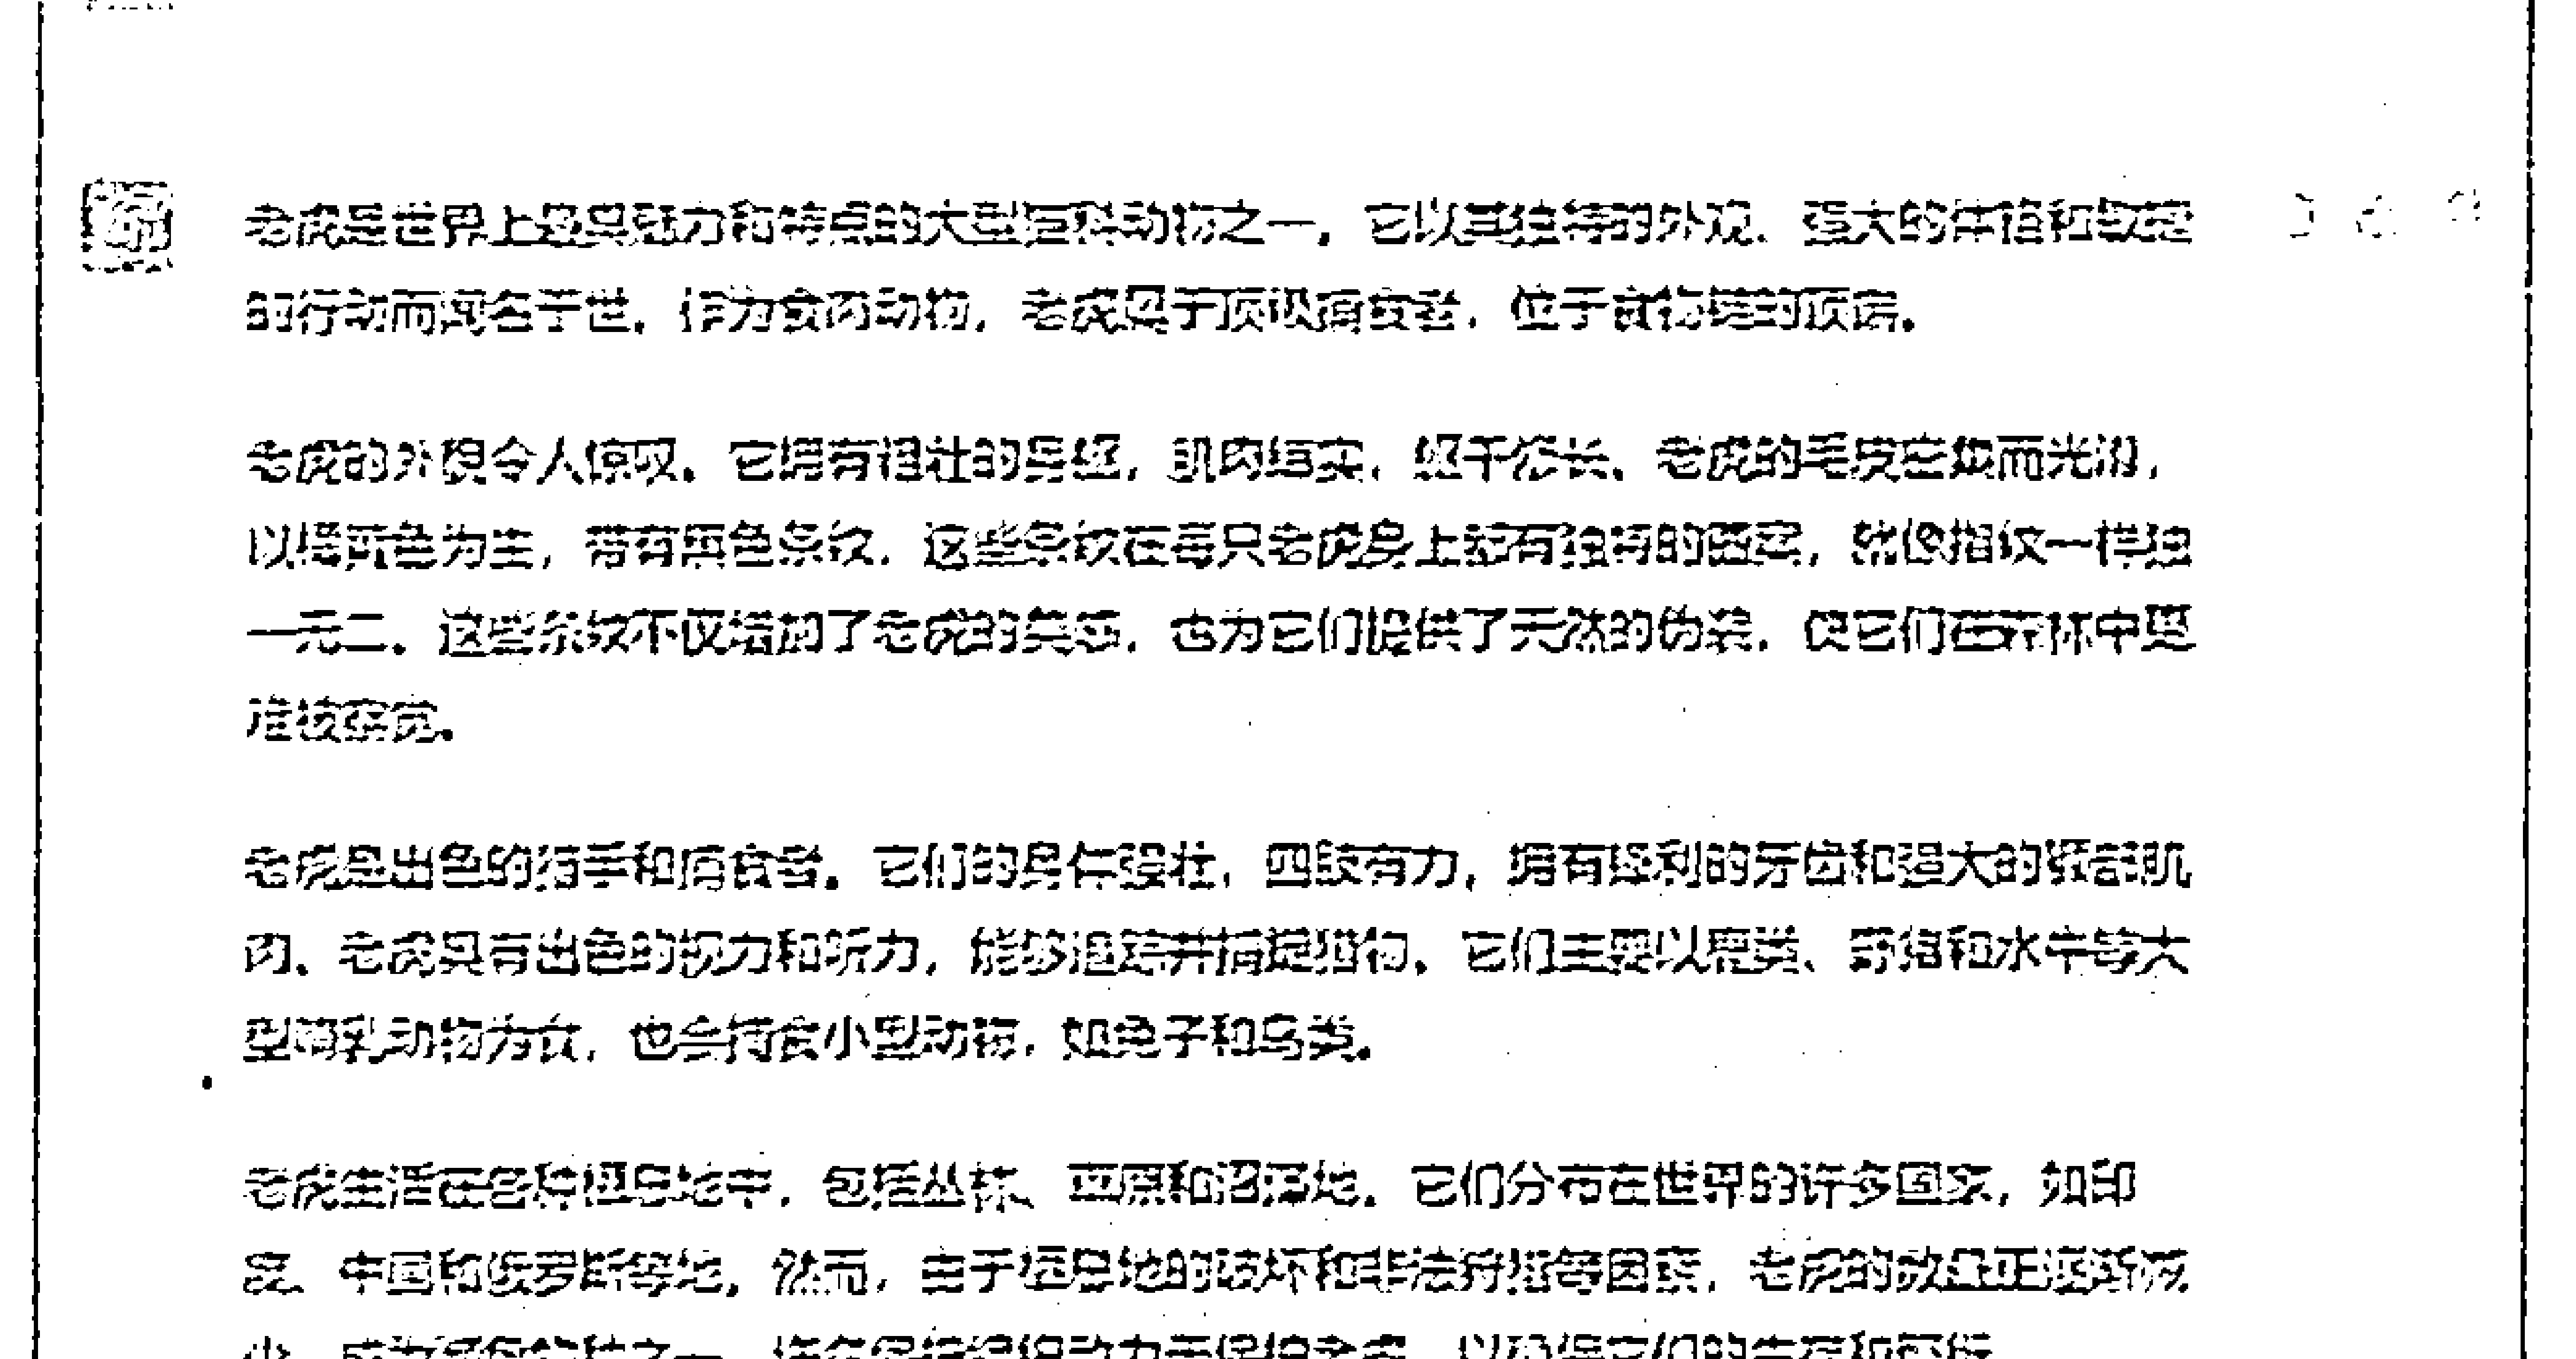 老虎是世界上最具魅力和特点的大型猫科动物之一，它以其独特的外观、强大的体格和敏捷
的行动而闻名于世。作为食肉动物，老虎属于顶级捕食者，位于食物链的顶层。
老虎的外貌令人惊叹。它拥有粗壮的身躯，肌肉结实，躯干修长。老虎的毛发密集而光滑，
以橘黄色为主，带有黑色条纹。这些条纹在每只老虎身上都有独特的图案，就像指纹一样独
一无二。这些条纹不仅增加了老虎的美感，也为它们提供了天然的伪装，使它们在森林中更
难被察觉。
老虎是出色的猎手和捕食者。它们的身体强壮，四肢有力，拥有锋利的牙齿和强大的颈部肌
肉。老虎具有出色的视力和听力，能够追踪并捕捉猎物。它们主要以鹿类、野猪和水牛等大
型哺乳动物为食，也会捕食小型动物，如兔子和鸟类。
老虎生活在各种栖息地中，包括丛林、草原和沼泽地。它们分布在世界的许多国家，如印
度、中国和俄罗斯等地。然而，由于栖息地的破坏和非法狩猎等因素，老虎的数量正逐渐减